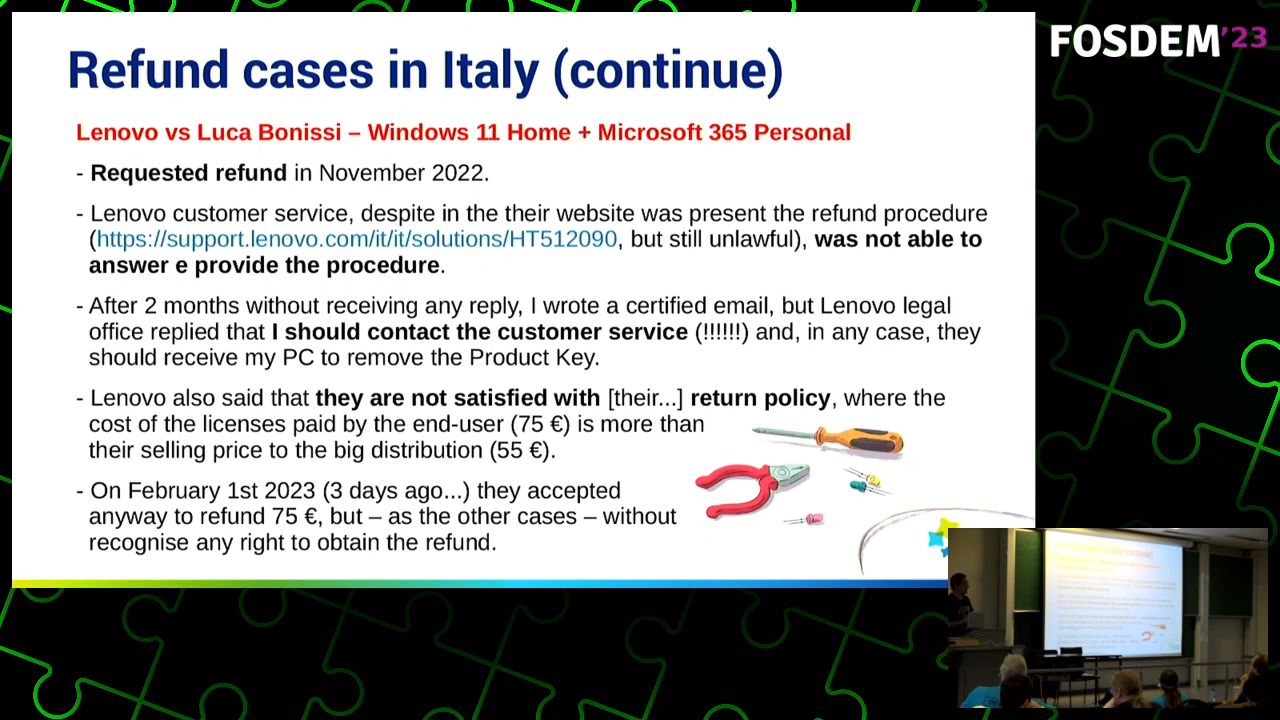 Refund cases in Italy (continue)
FOSDEM'23
Lenovo vs Luca Bonissi – Windows 11 Home + Microsoft 365 Personal
- Requested refund in November 2022.
- Lenovo customer service, despite in the their website was present the refund procedure
(https://support.lenovo.com/it/it/solutions/HT512090, but still unlawful), was not able to
answer e provide the procedure.
- After 2 months without receiving any reply, I wrote a certified email, but Lenovo legal
office replied that I should contact the customer service (!!!!!!) and, in any case, they
should receive my PC to remove the Product Key.
- Lenovo also said that they are not satisfied with [their...] return policy, where the
cost of the licenses paid by the end-user (75 €) is more than
their selling price to the big distribution (55 €).
- On February 1st 2023 (3 days ago...) they accepted
anyway to refund 75 €, but – as the other cases – without
recognise any right to obtain the refund.